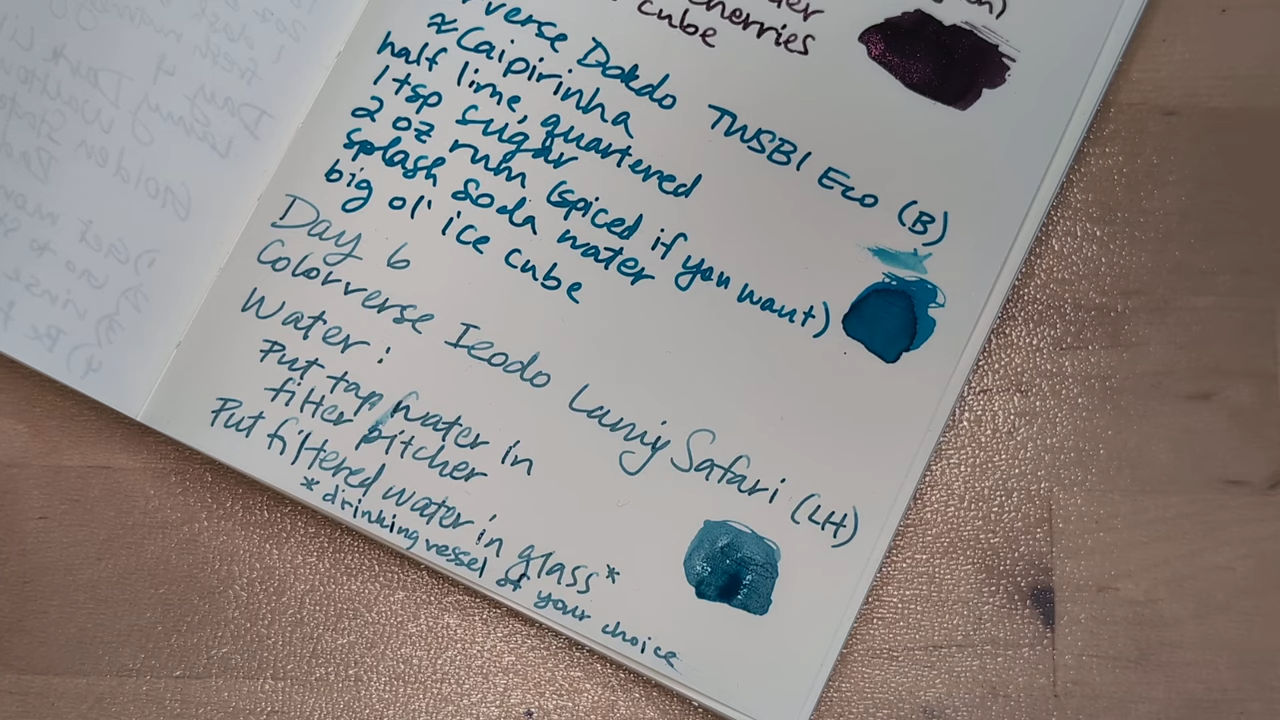 cherries
cube
verse Dokdo TWSBI Eco (B)
≈ Caipirinha
half lime, quartered
1 tsp sugar
2 oz rum (spiced if you want)
splash soda water
big ol' ice cube
Day 6
Colorverse Ieodo Lamy Safari (LH)
Water:
Put tap water in
filter pitcher
Put filtered water in glass*
*drinking vessel of your choice